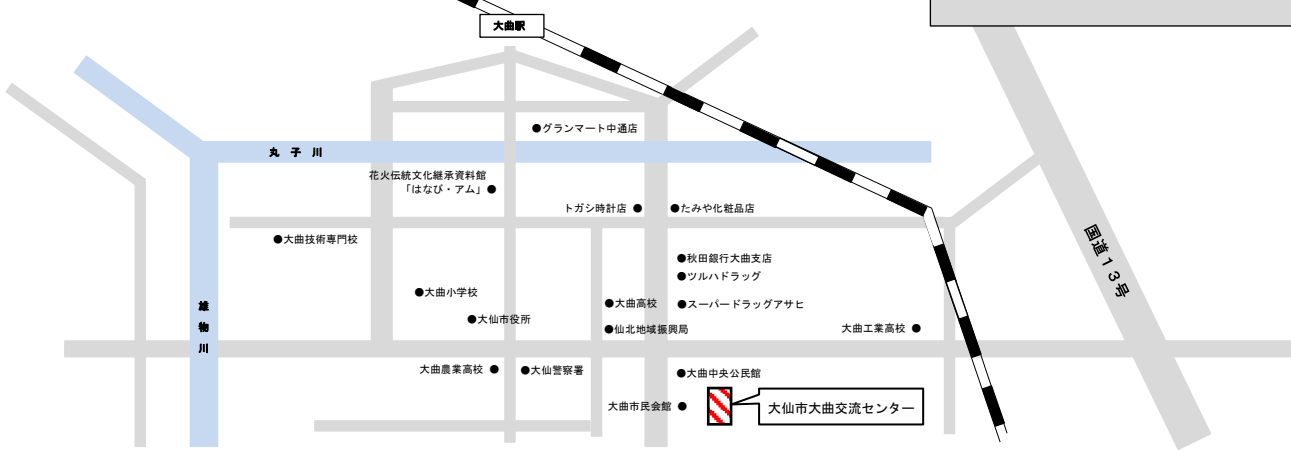 大曲駅
●グランマート中通店
丸子川
花火伝統文化継承資料館
「はなび・アム」●
トガシ時計店●
●たみや化粧品店
●大曲技術専門校
国道13号
●秋田銀行大曲支店
●ツルハドラッグ
●大曲小学校
●大曲高校
●スーパードラッグアサヒ
雄物川
●大仙市役所
●仙北地域振興局
大曲工業高校●
大曲農業高校●
●大仙警察署
●大曲中央公民館
大曲市民会館●
大仙市大曲交流センター